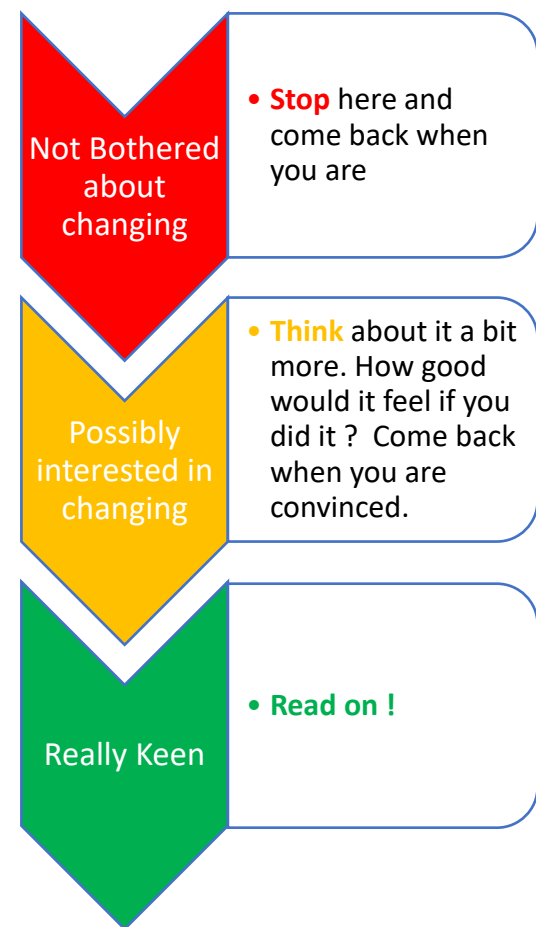 Not Bothered
about
changing
• Stop here and
come back when
you are
Possibly
interested in
changing
• Think about it a bit
more. How good
would it feel if you
did it ?  Come back
when you are
convinced.
Really Keen
• Read on !